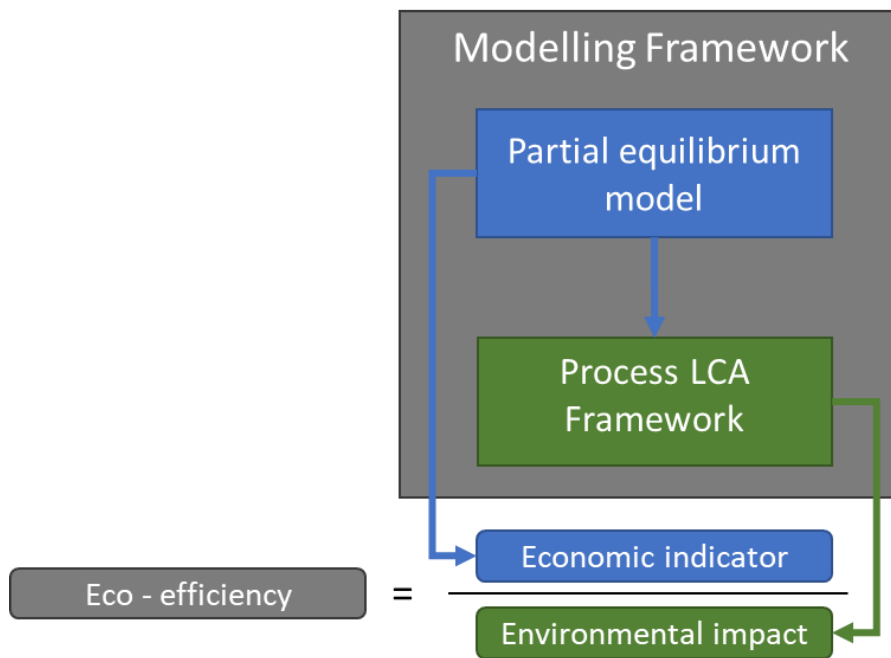 Modelling Framework
Partial equilibrium
model
Process LCA
Framework
Economic indicator
Eco - efficiency =
Environmental impact